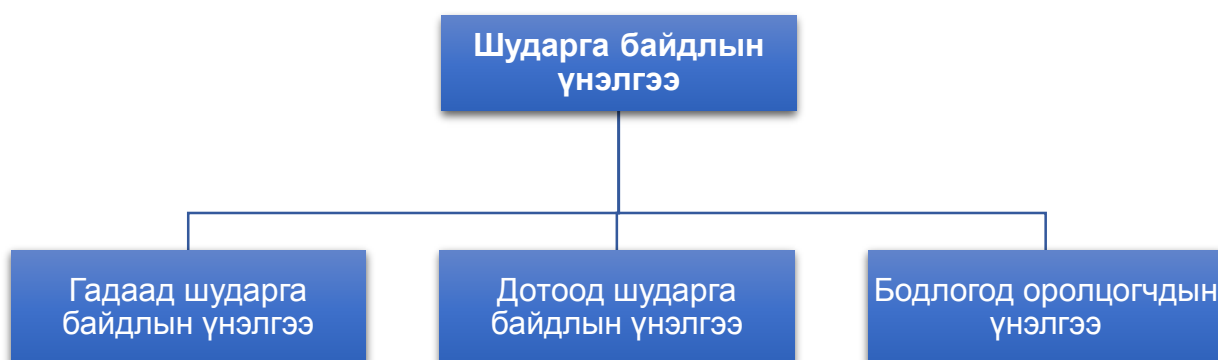 Шударга байдлын
үнэлгээ
Гадаад шударга
байдлын үнэлгээ
Дотоод шударга
байдлын үнэлгээ
Бодлогод оролцогчдын
үнэлгээ